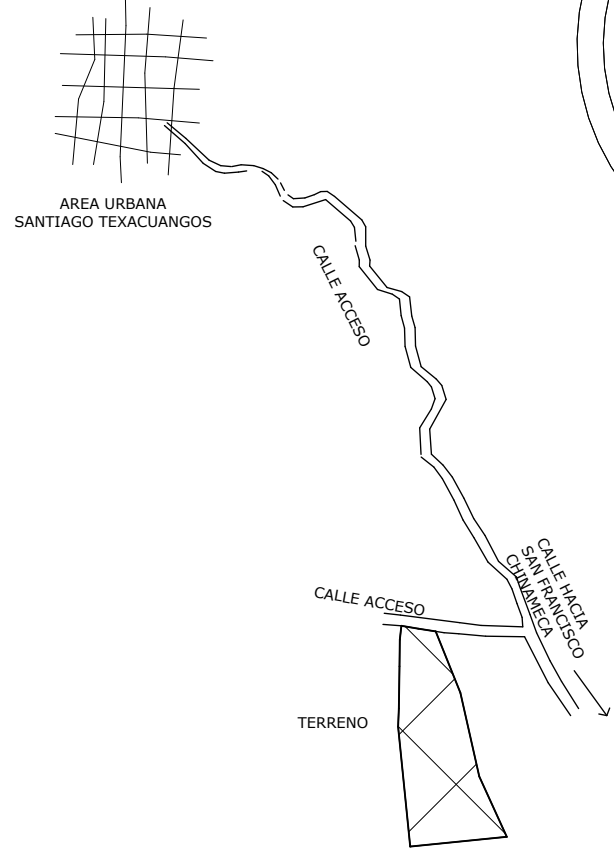 AREA URBANA
SANTIAGO TEXACUANGOS
CALLE ACCESO
CALLE HACIA
SAN FRANCISCO
CHINAMECA
CALLE ACCESO
TERRENO